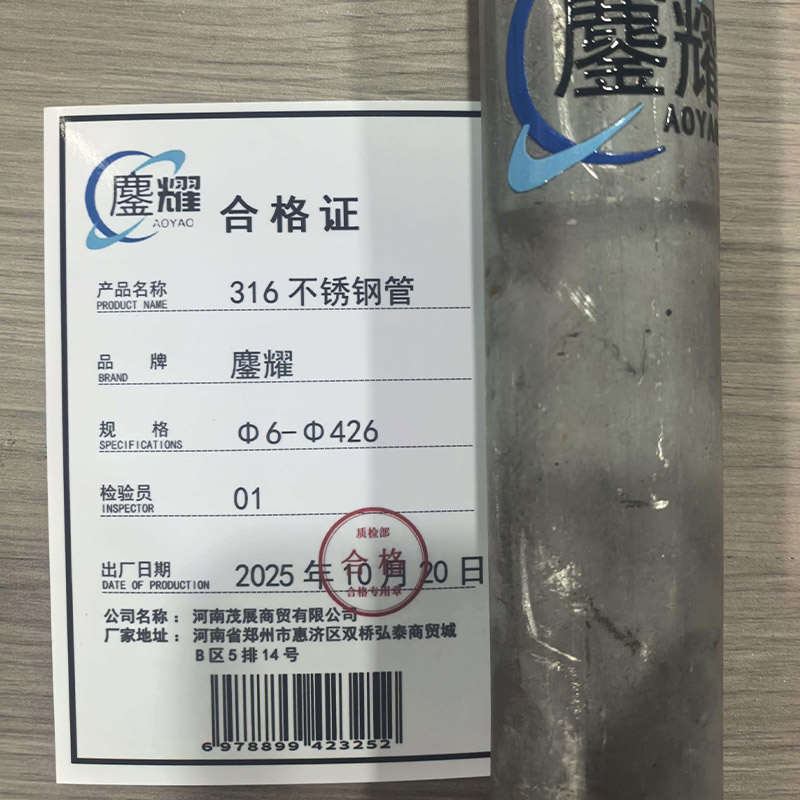 鏖耀
AOYAO
合格证
产品名称 316 不锈钢管
PRODUCT NAME
品 牌 鏖耀
BRAND
规 格 Φ6-Φ426
SPECIFICATIONS
检验员 01
INSPECTOR
质检部
合格
合格专用章
出厂日期 2025 年 10 月 20 日
DATE OF PRODUCTION
公司名称： 河南茂展商贸有限公司
厂家地址： 河南省郑州市惠济区双桥弘泰商贸城
B区5排14号
6 978899 423252
鏖耀
AOYAO